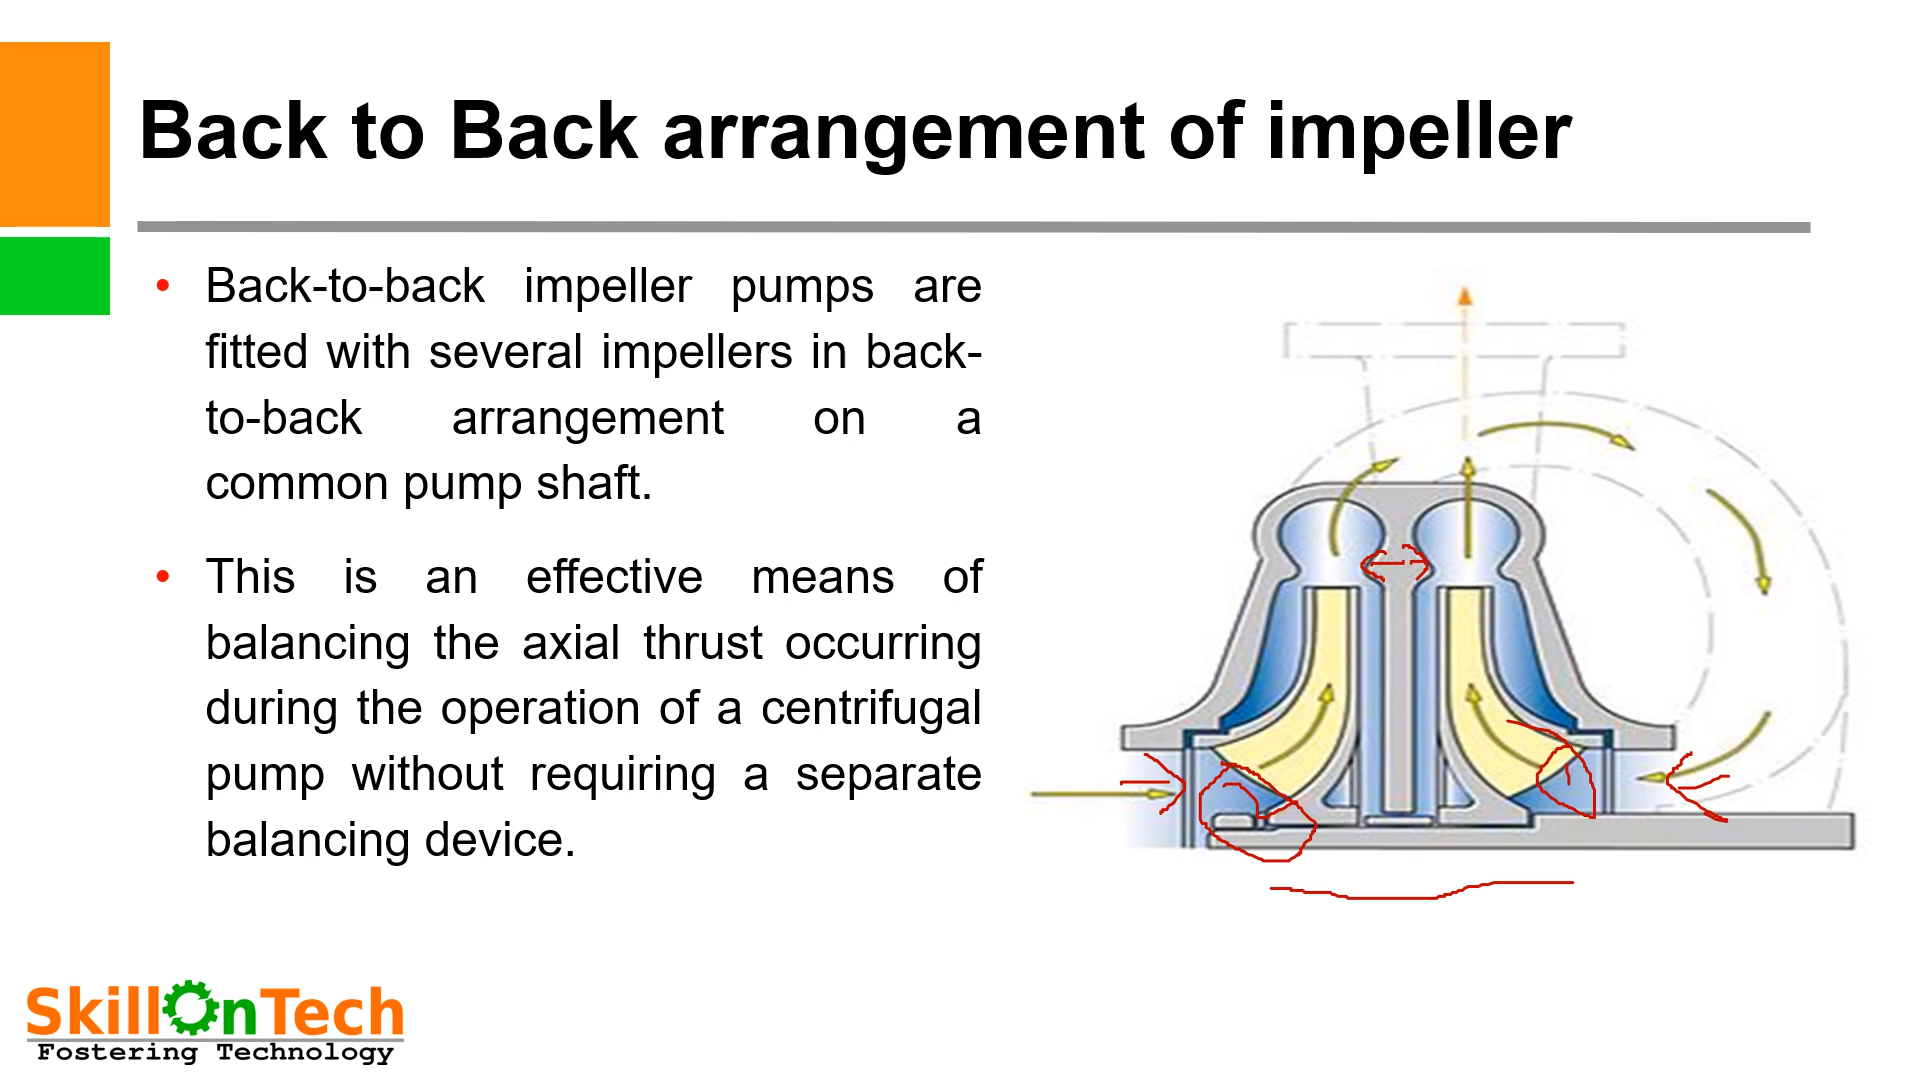 Back to Back arrangement of impeller
• Back-to-back impeller pumps are
fitted with several impellers in back-
to-back arrangement on a
common pump shaft.
• This is an effective means of
balancing the axial thrust occurring
during the operation of a centrifugal
pump without requiring a separate
balancing device.
SkillOnTech
Fostering Technology